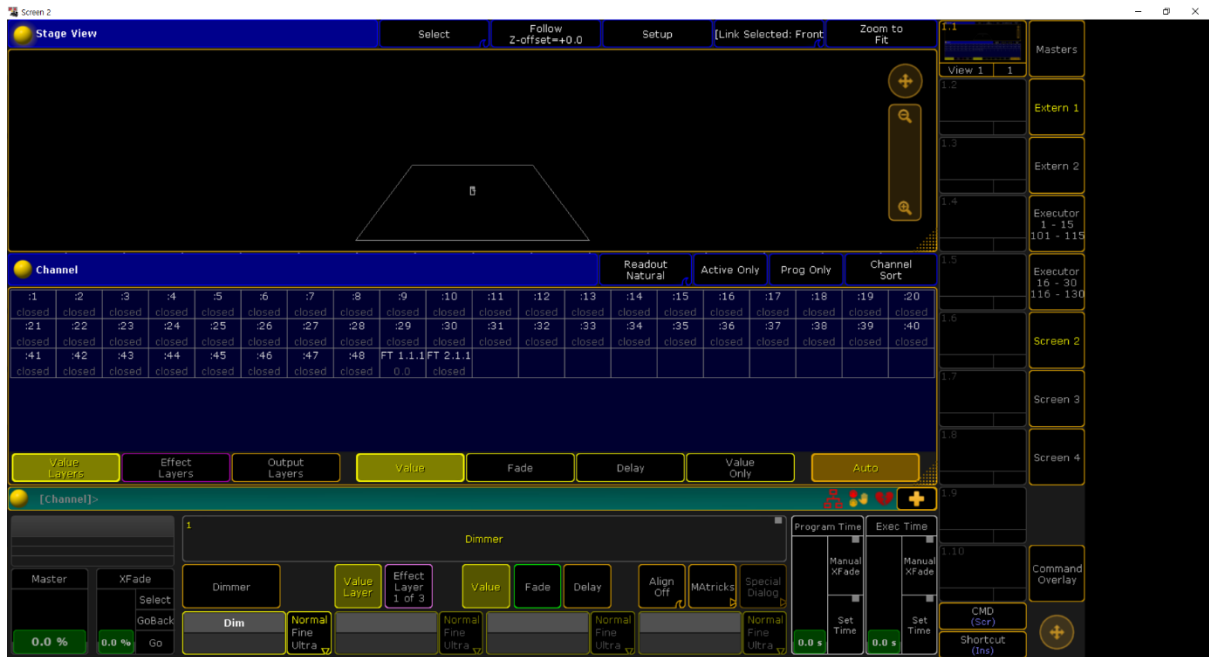 Screen 2
Stage View
Select
Follow
Z-offset=+0.0
Setup
[Link Selected: Front
Zoom to
Fit
1.1
View 1 1
Masters
1.2
Extern 1
1.3
Extern 2
1.4
Executor
1 - 15
101 - 115
Channel
Readout
Natural
Active Only
Prog Only
Channel
Sort
1.5
Executor
16 - 30
116 - 130
:1 :2 :3 :4 :5 :6 :7 :8 :9 :10 :11 :12 :13 :14 :15 :16 :17 :18 :19 :20
closed closed closed closed closed closed closed closed closed closed closed closed closed closed closed closed closed closed closed closed
:21 :22 :23 :24 :25 :26 :27 :28 :29 :30 :31 :32 :33 :34 :35 :36 :37 :38 :39 :40
closed closed closed closed closed closed closed closed closed closed closed closed closed closed closed closed closed closed closed closed
:41 :42 :43 :44 :45 :46 :47 :48 FT 1.1.1 FT 2.1.1
closed closed closed closed closed closed closed closed 0.0 closed
1.6
Screen 2
1.7
Screen 3
1.8
Screen 4
Value
Layers
Effect
Layers
Output
Layers
Value
Fade
Delay
Value
Only
Auto
[Channel]>
1.9
1
Dimmer
Program Time
Exec Time
1.10
Command
Overlay
Master
XFade
Select
GoBack
Go
0.0 %
0.0 %
Dimmer
Value
Layer
Effect
Layer
1 of 3
Value
Fade
Delay
Align
Off
MAtricks
Special
Dialog
Dim
Normal
Fine
Ultra
Normal
Fine
Ultra
Normal
Fine
Ultra
Normal
Fine
Ultra
Manual
XFade
Set
Time
0.0 s
Manual
XFade
Set
Time
0.0 s
CMD
(Scr)
Shortcut
(Ins)